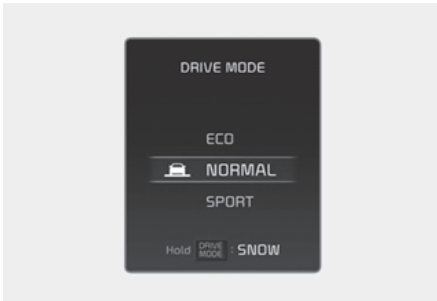 DRIVE MODE
ECO
NORMAL
SPORT
Hold DRIVE MODE : SNOW